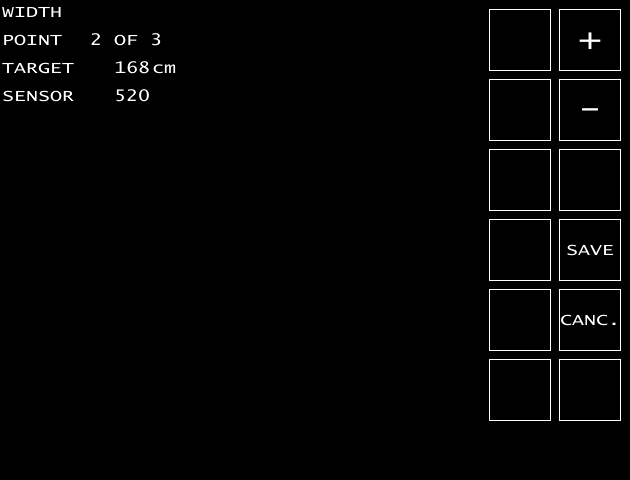 WIDTH
POINT 2 OF 3
TARGET 168cm
SENSOR 520
+
-
SAVE
CANC.